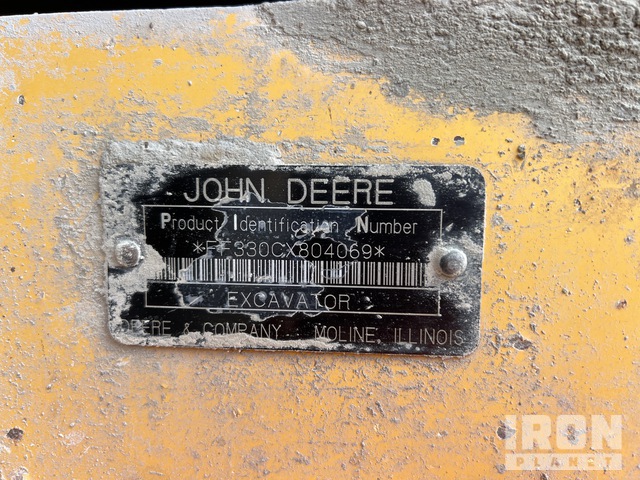 JOHN DEERE
Product Identification Number
*FF330CX804069*
EXCAVATOR
DEERE & COMPANY MOLINE, ILLINOIS
IRON
PLANET